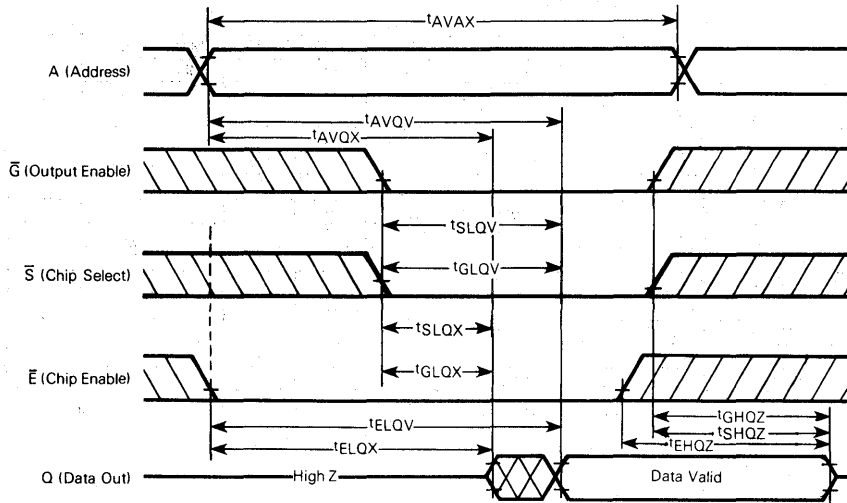 tAVAX
A (Address)
tAVQV
tAVQX
G̅ (Output Enable)
tSLQV
S̅ (Chip Select)
tGLQV
tSLQX
E̅ (Chip Enable)
tGLQX
tGHQZ
tELQV
tSHQZ
tEHQZ
tELQX
Q (Data Out)
High Z
Data Valid